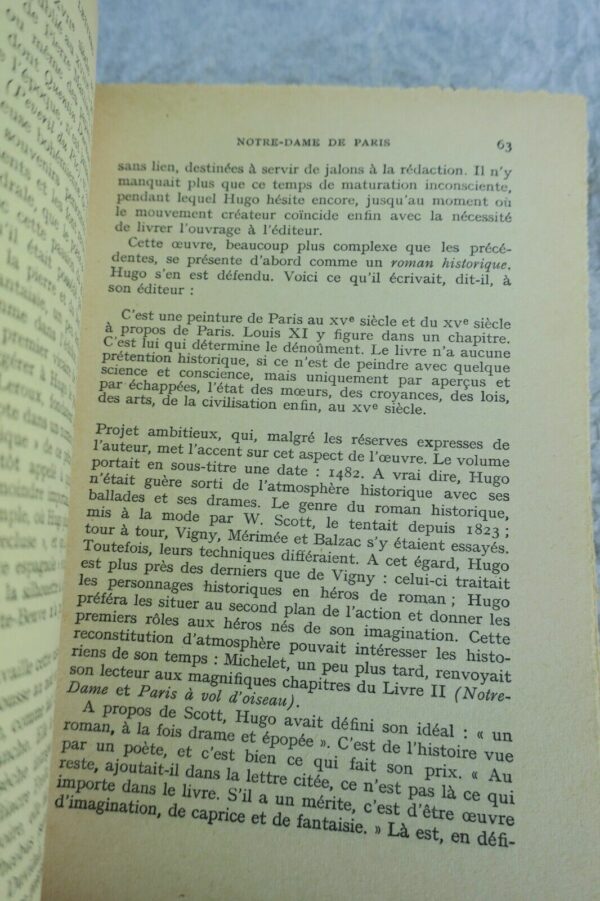 NOTRE-DAME DE PARIS 63
sans lien, destinées à servir de jalons à la rédaction. Il n'y
manquait plus que ce temps de maturation inconsciente,
pendant lequel Hugo hésite encore, jusqu'au moment où
le mouvement créateur coïncide enfin avec la nécessité
de livrer l'ouvrage à l'éditeur.
Cette œuvre, beaucoup plus complexe que les précé-
dentes, se présente d'abord comme un roman historique.
Hugo s'en est défendu. Voici ce qu'il écrivait, dit-il, à
son éditeur :
C'est une peinture de Paris au XVe siècle et du XVe siècle
à propos de Paris. Louis XI y figure dans un chapitre.
C'est lui qui détermine le dénoûment. Le livre n'a aucune
prétention historique, si ce n'est de peindre avec quelque
science et conscience, mais uniquement par aperçus et
par échappées, l'état des mœurs, des croyances, des lois,
des arts, de la civilisation enfin, au XVe siècle.
Projet ambitieux, qui, malgré les réserves expresses de
l'auteur, met l'accent sur cet aspect de l'œuvre. Le volume
portait en sous-titre une date : 1482. A vrai dire, Hugo
n'était guère sorti de l'atmosphère historique avec ses
ballades et ses drames. Le genre du roman historique,
mis à la mode par W. Scott, le tentait depuis 1823 ;
tour à tour, Vigny, Mérimée et Balzac s'y étaient essayés.
Toutefois, leurs techniques différaient. A cet égard, Hugo
est plus près des derniers que de Vigny : celui-ci traitait
les personnages historiques en héros de roman ; Hugo
préféra les situer au second plan de l'action et donner les
premiers rôles aux héros nés de son imagination. Cette
reconstitution d'atmosphère pouvait intéresser les histo-
riens de son temps : Michelet, un peu plus tard, renvoyait
son lecteur aux magnifiques chapitres du Livre II (Notre-
Dame et Paris à vol d'oiseau).
A propos de Scott, Hugo avait défini son idéal : « un
roman, à la fois drame et épopée ». C'est de l'histoire vue
par un poète, et c'est bien ce qui fait son prix. « Au
reste, ajoutait-il dans la lettre citée, ce n'est pas là ce qui
importe dans le livre. S'il a un mérite, c'est d'être œuvre
d'imagination, de caprice et de fantaisie. » Là est, en défi-